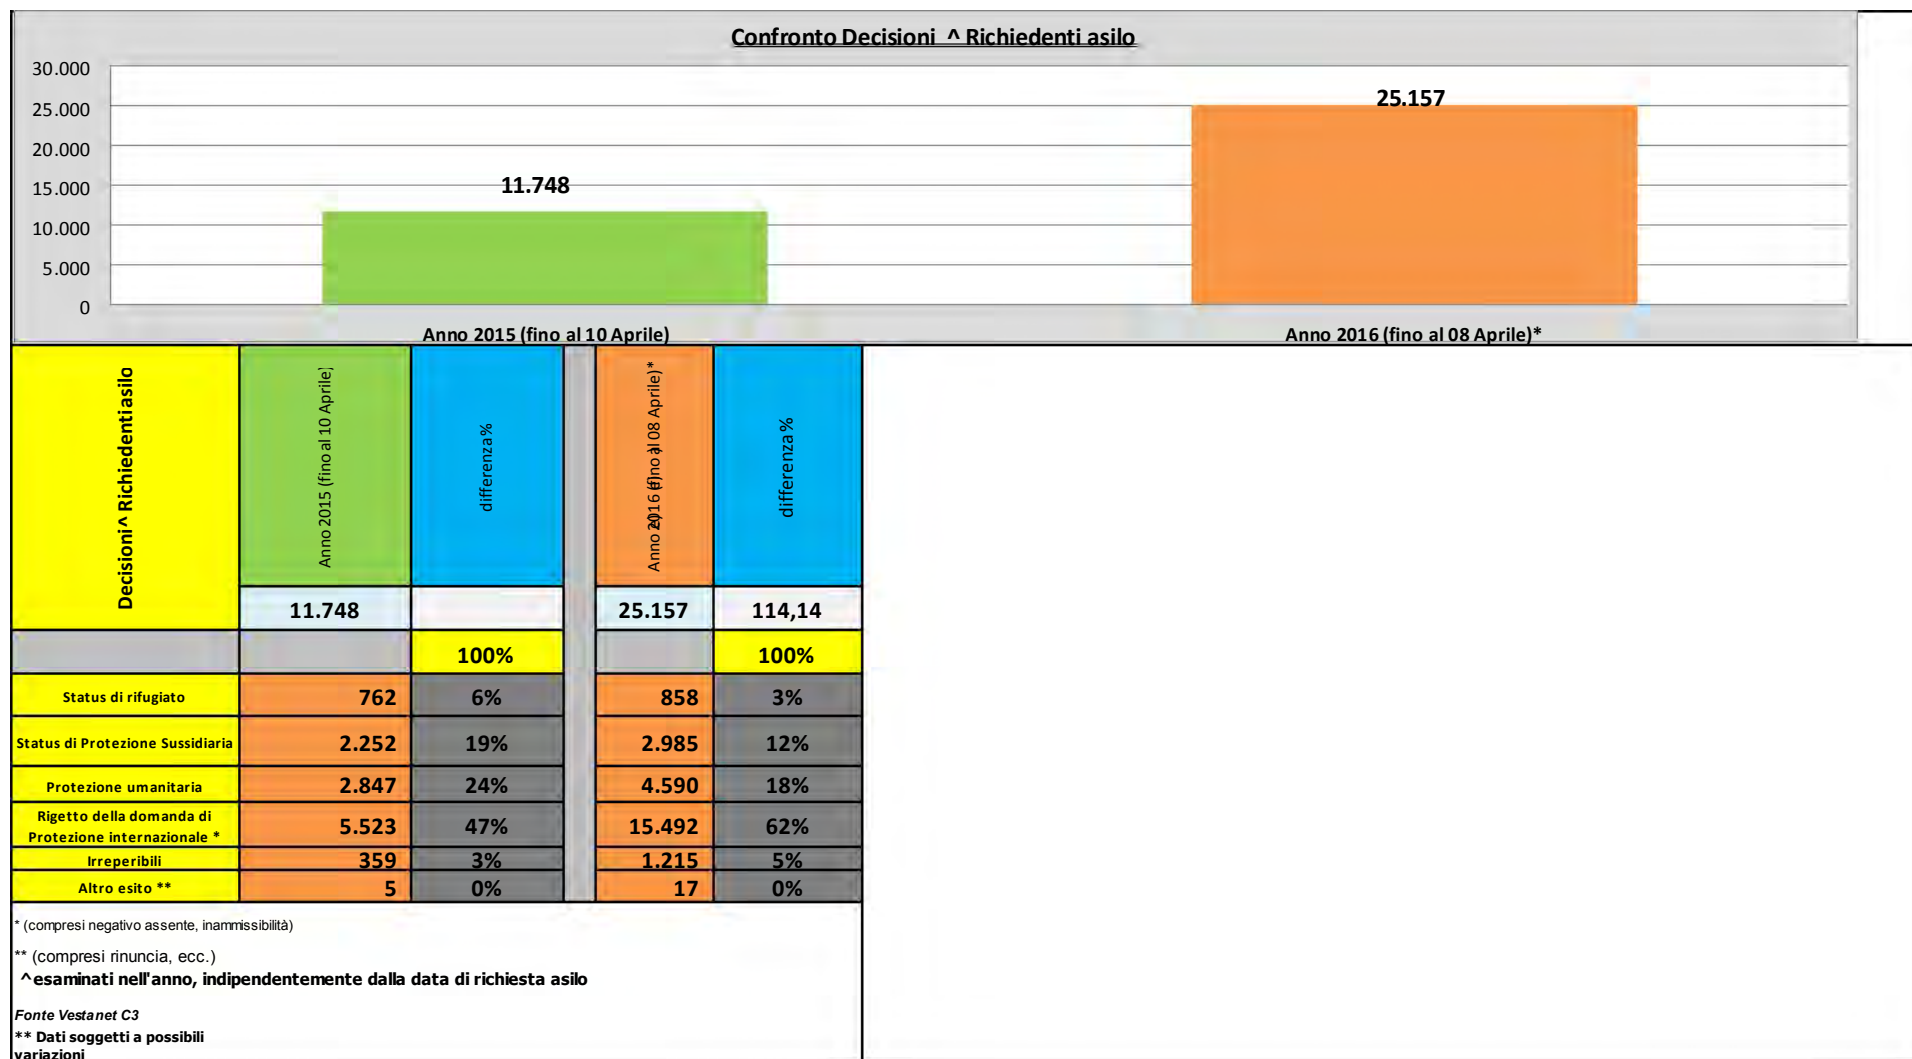 Confronto Decisioni ^ Richiedenti asilo
30.000
25.000
20.000
15.000
10.000
5.000
0
11.748
25.157
Anno 2015 (fino al 10 Aprile)
Anno 2016 (fino al 08 Aprile)*
Decisioni^ Richiedenti asilo
Anno 2015 (fino al 10 Aprile)
differenza %
Anno 2016 (fino al 08 Aprile)*
differenza %
11.748 25.157 114,14
100% 100%
Status di rifugiato 762 6% 858 3%
Status di Protezione Sussidiaria 2.252 19% 2.985 12%
Protezione umanitaria 2.847 24% 4.590 18%
Rigetto della domanda di
Protezione internazionale * 5.523 47% 15.492 62%
Irreperibili 359 3% 1.215 5%
Altro esito ** 5 0% 17 0%
* (compresi negativo assente, inammissibilità)
** (compresi rinuncia, ecc.)
^esaminati nell'anno, indipendentemente dalla data di richiesta asilo
Fonte Vestanet C3
** Dati soggetti a possibili
variazioni